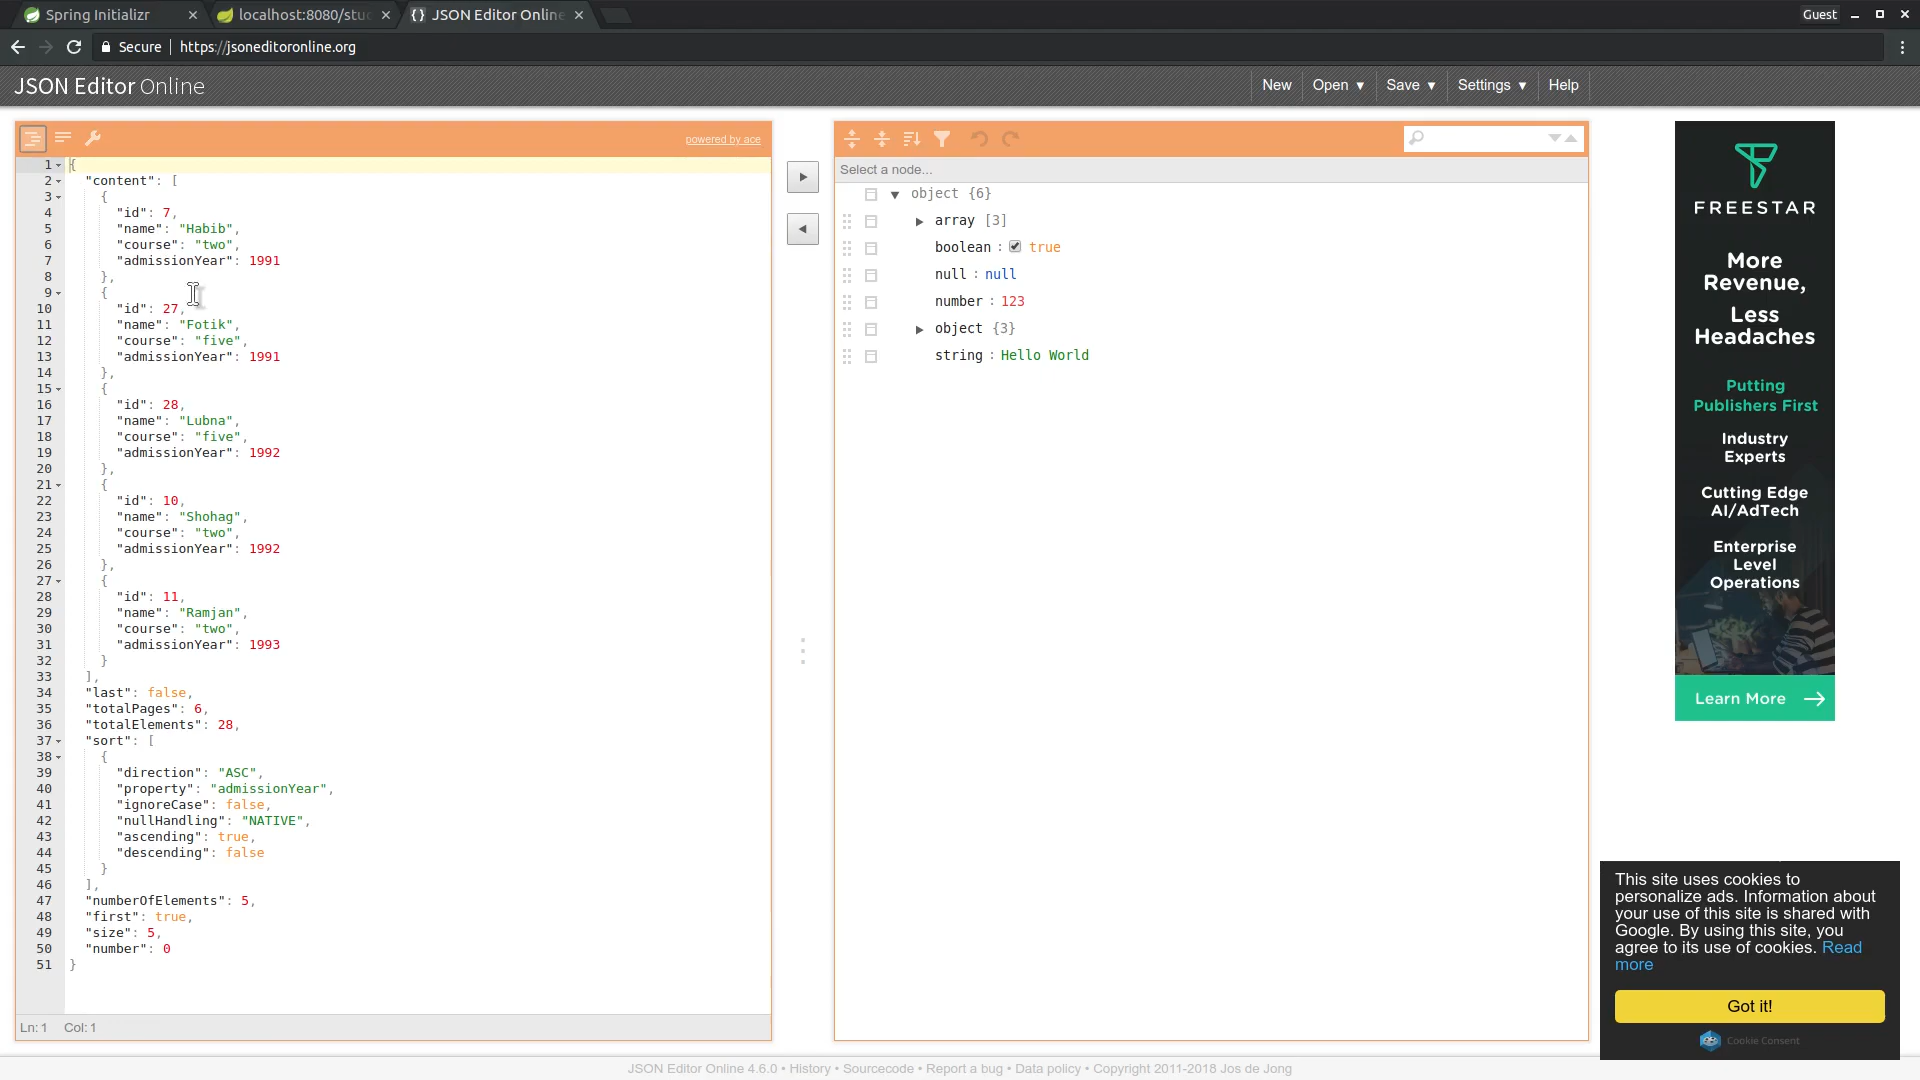 Spring Initializr
localhost:8080/stu
JSON Editor Online
Guest
Secure
https://jsoneditoronline.org
JSON Editor Online
New
Open ▼
Save ▼
Settings ▼
Help
powered by ace
1 {
2 "content": [
3 {
4 "id": 7,
5 "name": "Habib",
6 "course": "two",
7 "admissionYear": 1991
8 },
9 {
10 "id": 27,
11 "name": "Fotik",
12 "course": "five",
13 "admissionYear": 1991
14 },
15 {
16 "id": 28,
17 "name": "Lubna",
18 "course": "five",
19 "admissionYear": 1992
20 },
21 {
22 "id": 10,
23 "name": "Shohag",
24 "course": "two",
25 "admissionYear": 1992
26 },
27 {
28 "id": 11,
29 "name": "Ramjan",
30 "course": "two",
31 "admissionYear": 1993
32 }
33 ],
34 "last": false,
35 "totalPages": 6,
36 "totalElements": 28,
37 "sort": [
38 {
39 "direction": "ASC",
40 "property": "admissionYear",
41 "ignoreCase": false,
42 "nullHandling": "NATIVE",
43 "ascending": true,
44 "descending": false
45 }
46 ],
47 "numberOfElements": 5,
48 "first": true,
49 "size": 5,
50 "number": 0
51 }
Ln: 1 Col: 1
Select a node...
object {6}
array [3]
boolean : true
null : null
number : 123
object {3}
string : Hello World
FREESTAR
More
Revenue,
Less
Headaches
Putting
Publishers First
Industry
Experts
Cutting Edge
AI/AdTech
Enterprise
Level
Operations
Learn More
This site uses cookies to
personalize ads. Information about
your use of this site is shared with
Google. By using this site, you
agree to its use of cookies. Read
more
Got it!
Cookie Consent
JSON Editor Online 4.6.0 • History • Sourcecode • Report a bug • Data policy • Copyright 2011-2018 Jos de Jong